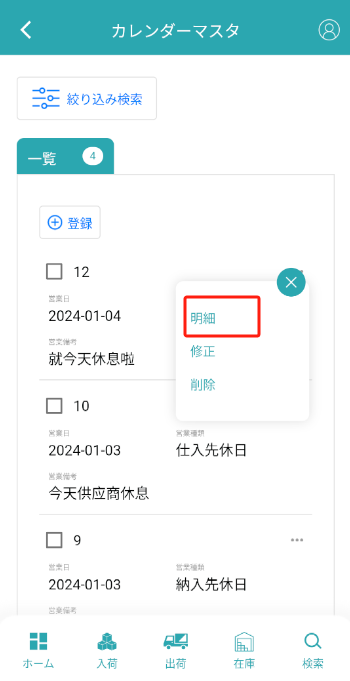 カレンダーマスタ
絞り込み検索
一覧 4
登録
12
営業日
2024-01-04
営業備考
就今天休息啦
明細
修正
削除
10
営業日 営業種類
2024-01-03 仕入先休日
営業備考
今天供应商休息
9
営業日 営業種類
2024-01-03 納入先休日
営業備考
ホーム 入荷 出荷 在庫 検索